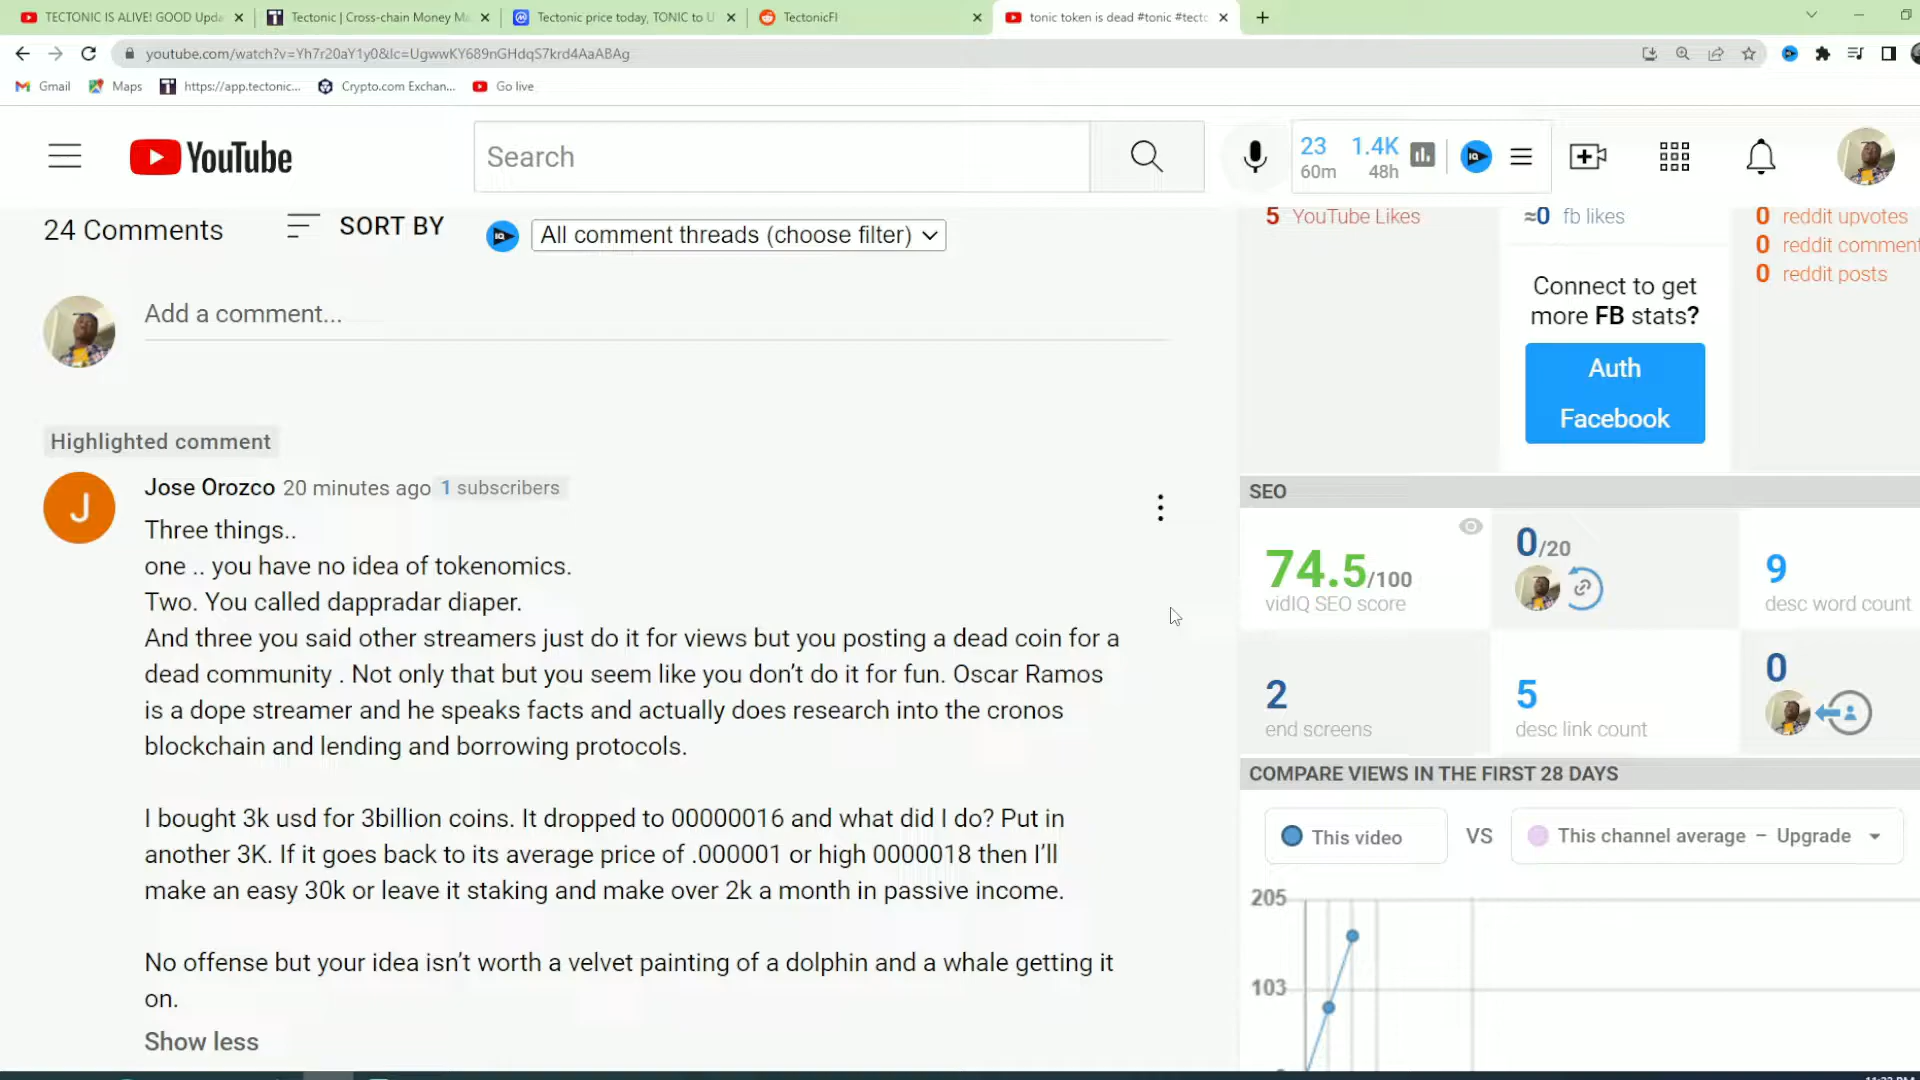 TECTONIC IS ALIVE! GOOD Upda
Tectonic | Cross-chain Money Ma
Tectonic price today, TONIC to U
TectonicFi
tonic token is dead #tonic #tecto
youtube.com/watch?v=Yh7r20aY1y0&lc=UgwwKY689nGHdqS7krd4AaABAg
Gmail
Maps
https://app.tectonic...
Crypto.com Exchan...
Go live
YouTube
Search
23
60m
1.4K
48h
24 Comments
SORT BY
All comment threads (choose filter)
Add a comment...
Highlighted comment
J
Jose Orozco 20 minutes ago 1 subscribers
Three things..
one .. you have no idea of tokenomics.
Two. You called dappradar diaper.
And three you said other streamers just do it for views but you posting a dead coin for a
dead community . Not only that but you seem like you don’t do it for fun. Oscar Ramos
is a dope streamer and he speaks facts and actually does research into the cronos
blockchain and lending and borrowing protocols.
I bought 3k usd for 3billion coins. It dropped to 00000016 and what did I do? Put in
another 3K. If it goes back to its average price of .000001 or high 0000018 then I’ll
make an easy 30k or leave it staking and make over 2k a month in passive income.
No offense but your idea isn’t worth a velvet painting of a dolphin and a whale getting it
on.
Show less
5 YouTube Likes
≈0 fb likes
0 reddit upvotes
0 reddit comment
0 reddit posts
Connect to get
more FB stats?
Auth
Facebook
SEO
74.5/100
vidIQ SEO score
0/20
9
desc word count
2
end screens
5
desc link count
0
COMPARE VIEWS IN THE FIRST 28 DAYS
This video
VS
This channel average – Upgrade
205
103